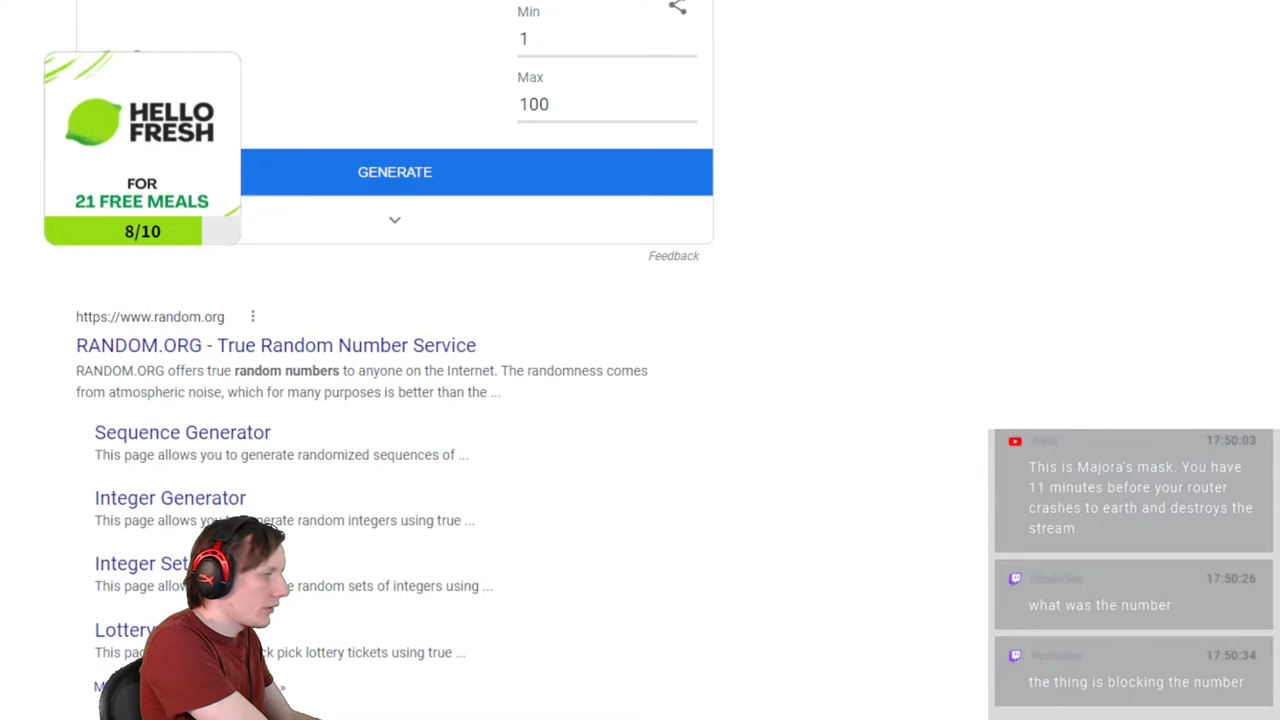 Min
1
Max
100
HELLO
FRESH
GENERATE
FOR
21 FREE MEALS
8/10
Feedback
https://www.random.org
RANDOM.ORG - True Random Number Service
RANDOM.ORG offers true random numbers to anyone on the Internet. The randomness comes
from atmospheric noise, which for many purposes is better than the ...
Sequence Generator
This page allows you to generate randomized sequences of ...
Integer Generator
This page allows you generate random integers using true ...
Integer Set
This page allow random sets of integers using ...
Lottery
This pag ck pick lottery tickets using true ...
17:50:03
This is Majora's mask. You have
11 minutes before your router
crashes to earth and destroys the
stream.
17:50:26
what was the number
17:50:34
the thing is blocking the number